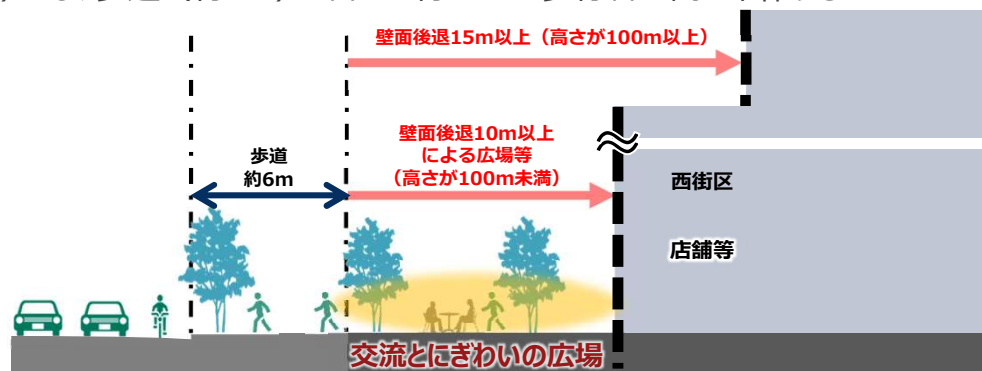 壁面後退15m以上（高さが100m以上）
壁面後退10m以上
による広場等
（高さが100m未満）
歩道
約6m
西街区
店舗等
交流とにぎわいの広場